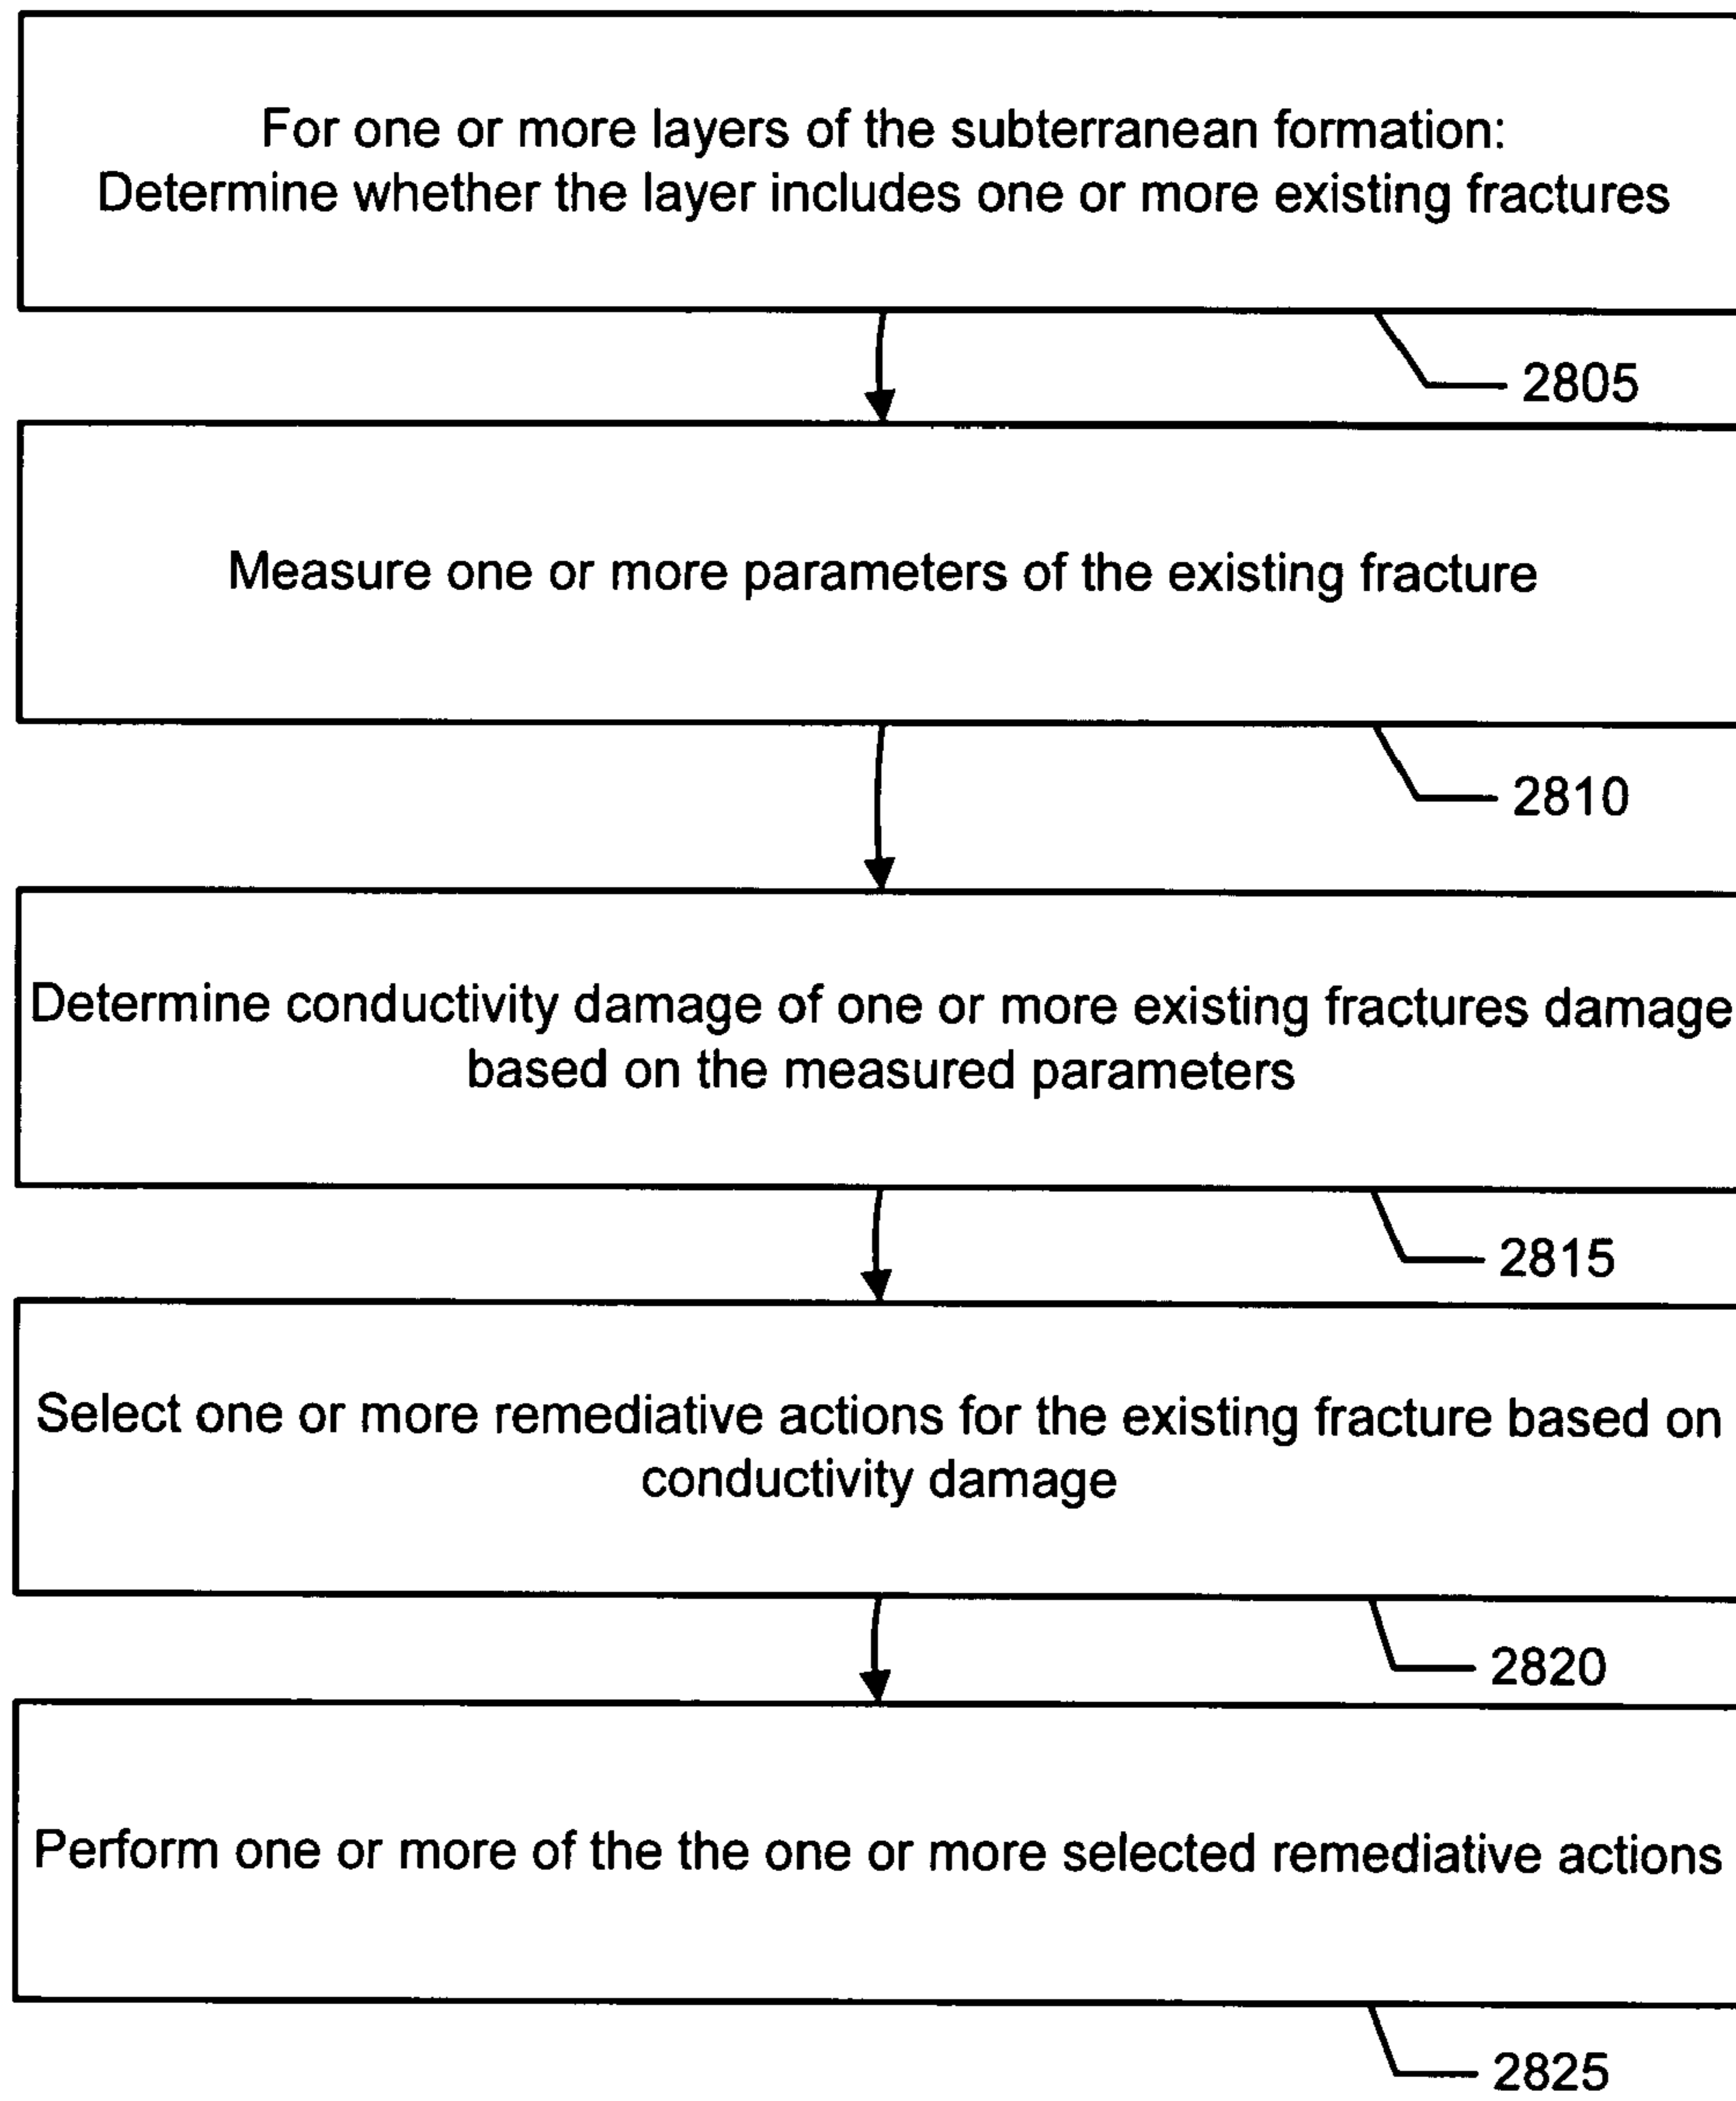 For one or more layers of the subterranean formation:
Determine whether the layer includes one or more existing fractures
2805
Measure one or more parameters of the existing fracture
2810
Determine conductivity damage of one or more existing fractures damage
based on the measured parameters
2815
Select one or more remediative actions for the existing fracture based on
conductivity damage
2820
Perform one or more of the the one or more selected remediative actions
2825